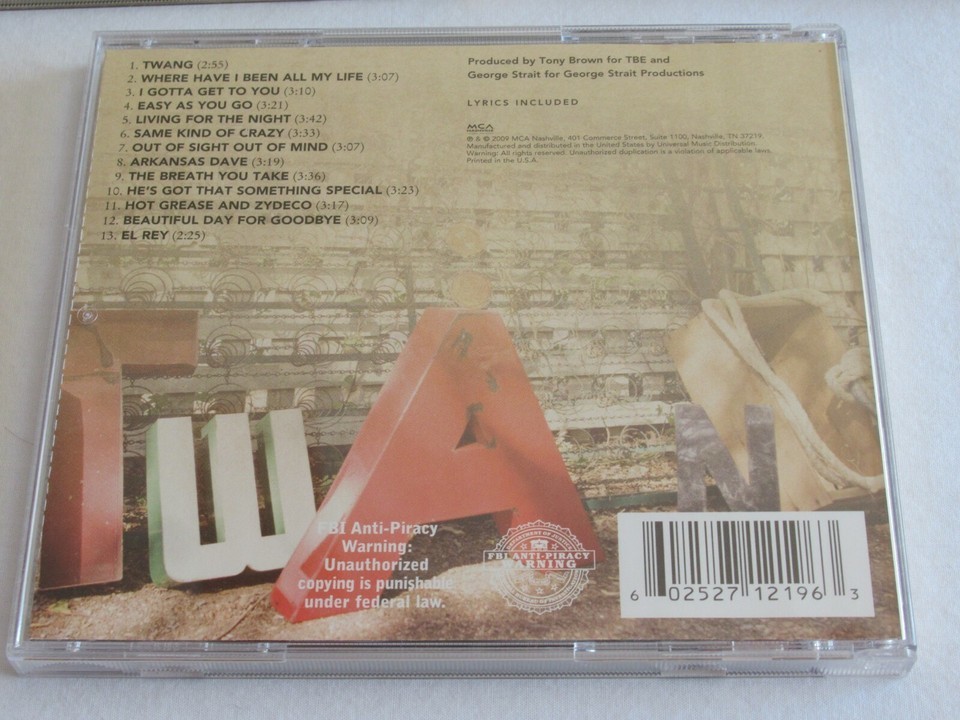 1. TWANG (2:55)
2. WHERE HAVE I BEEN ALL MY LIFE (3:07)
3. I GOTTA GET TO YOU (3:10)
4. EASY AS YOU GO (3:21)
5. LIVING FOR THE NIGHT (3:42)
6. SAME KIND OF CRAZY (3:33)
7. OUT OF SIGHT OUT OF MIND (3:07)
8. ARKANSAS DAVE (3:19)
9. THE BREATH YOU TAKE (3:36)
10. HE'S GOT THAT SOMETHING SPECIAL (3:23)
11. HOT GREASE AND ZYDECO (3:17)
12. BEAUTIFUL DAY FOR GOODBYE (3:09)
13. EL REY (2:25)
Produced by Tony Brown for TBE and
George Strait for George Strait Productions
LYRICS INCLUDED
MCA
℗ & © 2009 MCA Nashville, 401 Commerce Street, Suite 1100, Nashville, TN 37219.
Manufactured and distributed in the United States by Universal Music Distribution.
Warning: All rights reserved. Unauthorized duplication is a violation of applicable laws.
Printed in the U.S.A.
TWAN
FBI Anti-Piracy
Warning:
Unauthorized
copying is punishable
under federal law.
FBI ANTI-PIRACY
WARNING
6 02527 12196 3